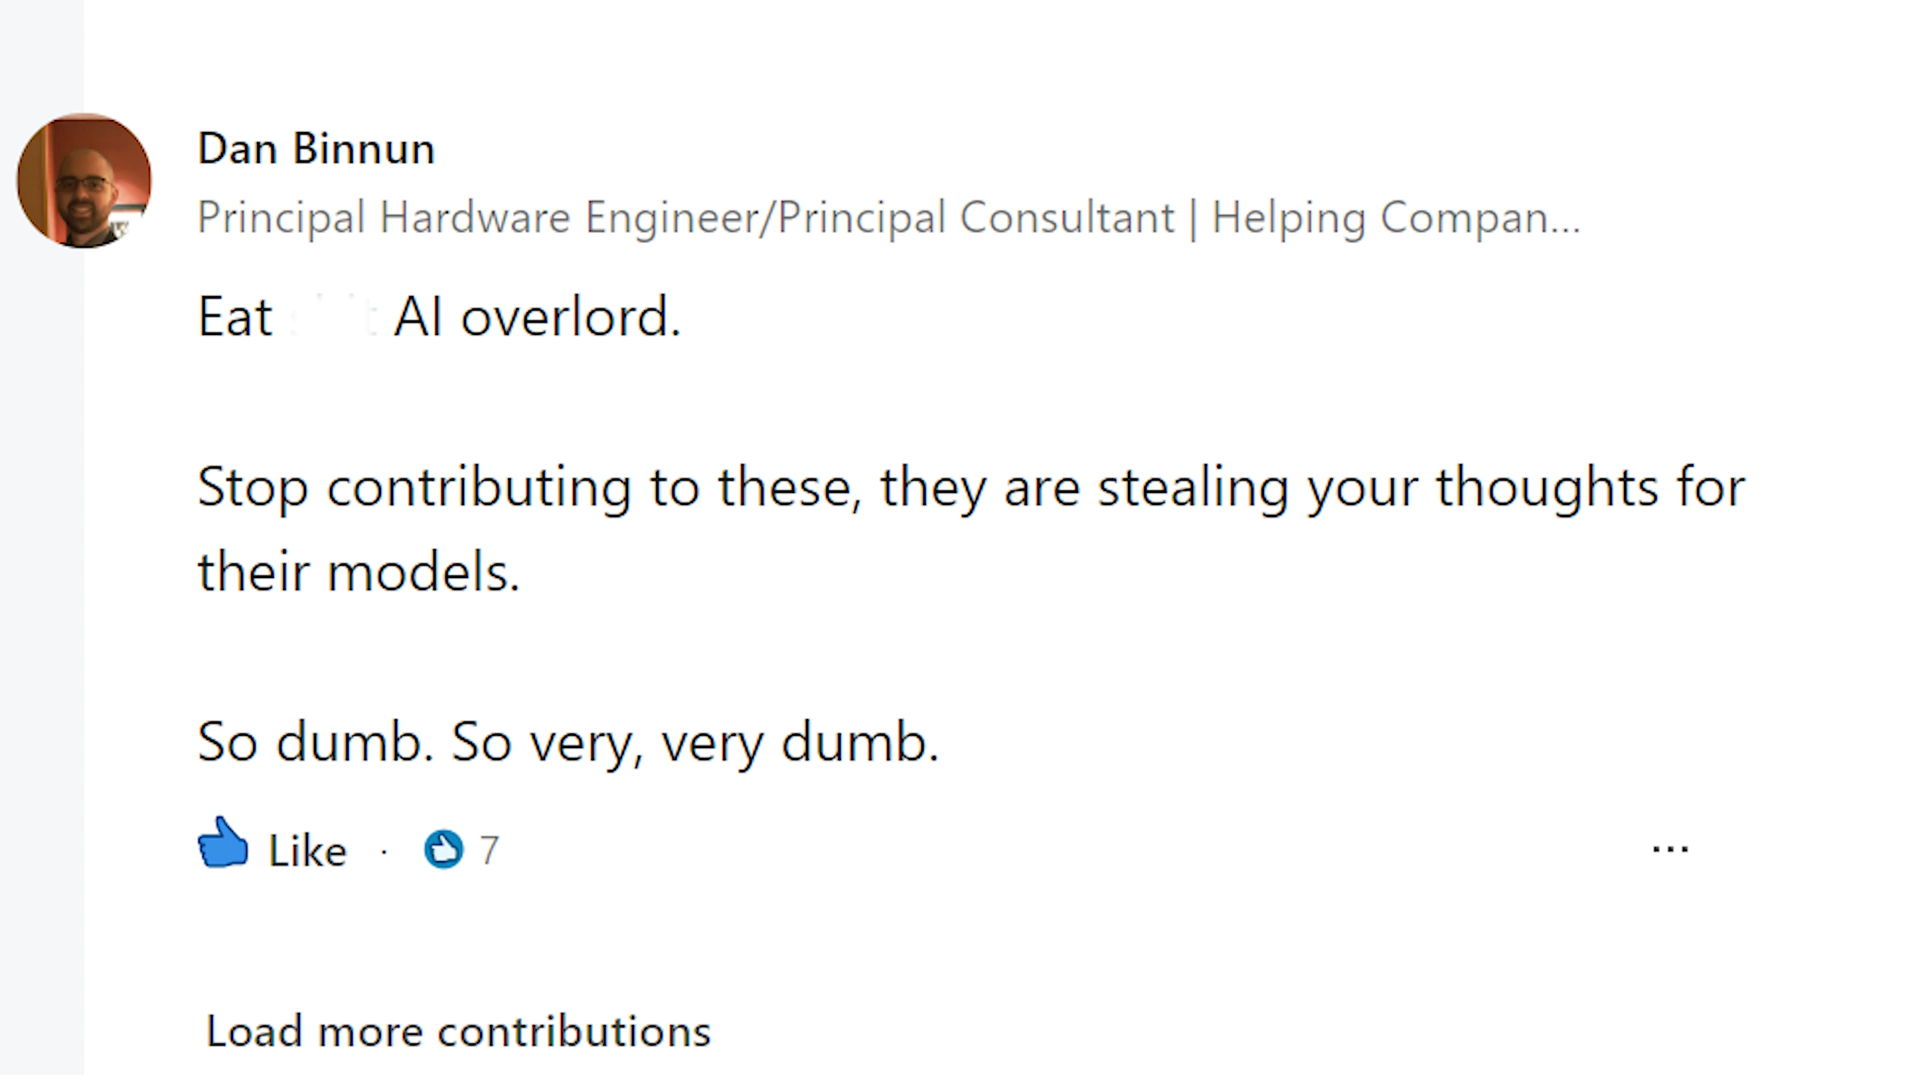 Dan Binnun
Principal Hardware Engineer/Principal Consultant | Helping Compan...
Eat AI overlord.
Stop contributing to these, they are stealing your thoughts for
their models.
So dumb. So very, very dumb.
Like · 7
...
Load more contributions